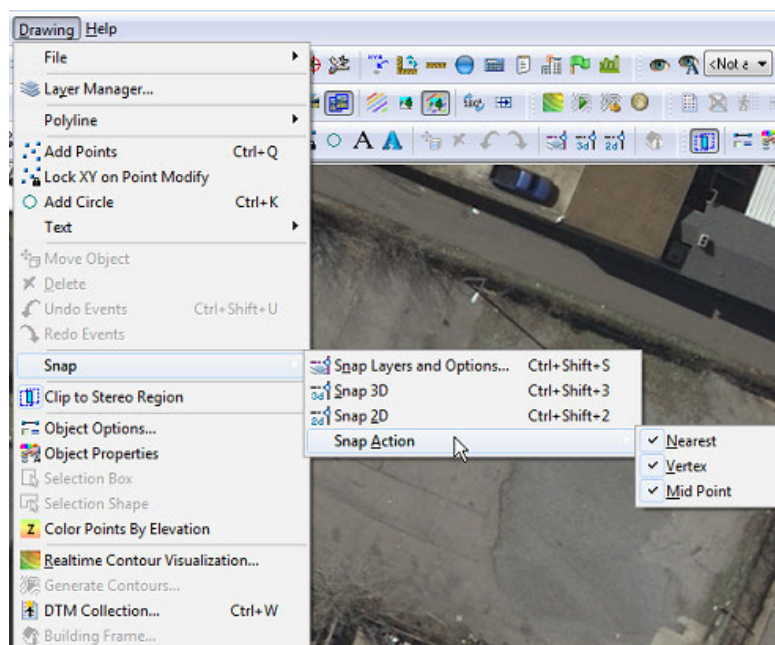 Drawing Help
File
<Not a
Layer Manager...
Polyline
Add Points Ctrl+Q
Lock XY on Point Modify
Add Circle Ctrl+K
Text
Move Object
Delete
Undo Events Ctrl+Shift+U
Redo Events
Snap
Snap Layers and Options... Ctrl+Shift+S
Clip to Stereo Region
3d Snap 3D Ctrl+Shift+3
Object Options...
2d Snap 2D Ctrl+Shift+2
Object Properties
Snap Action
Nearest
Selection Box
Vertex
Selection Shape
Mid Point
Z Color Points By Elevation
Realtime Contour Visualization...
Generate Contours...
DTM Collection... Ctrl+W
Building Frame...